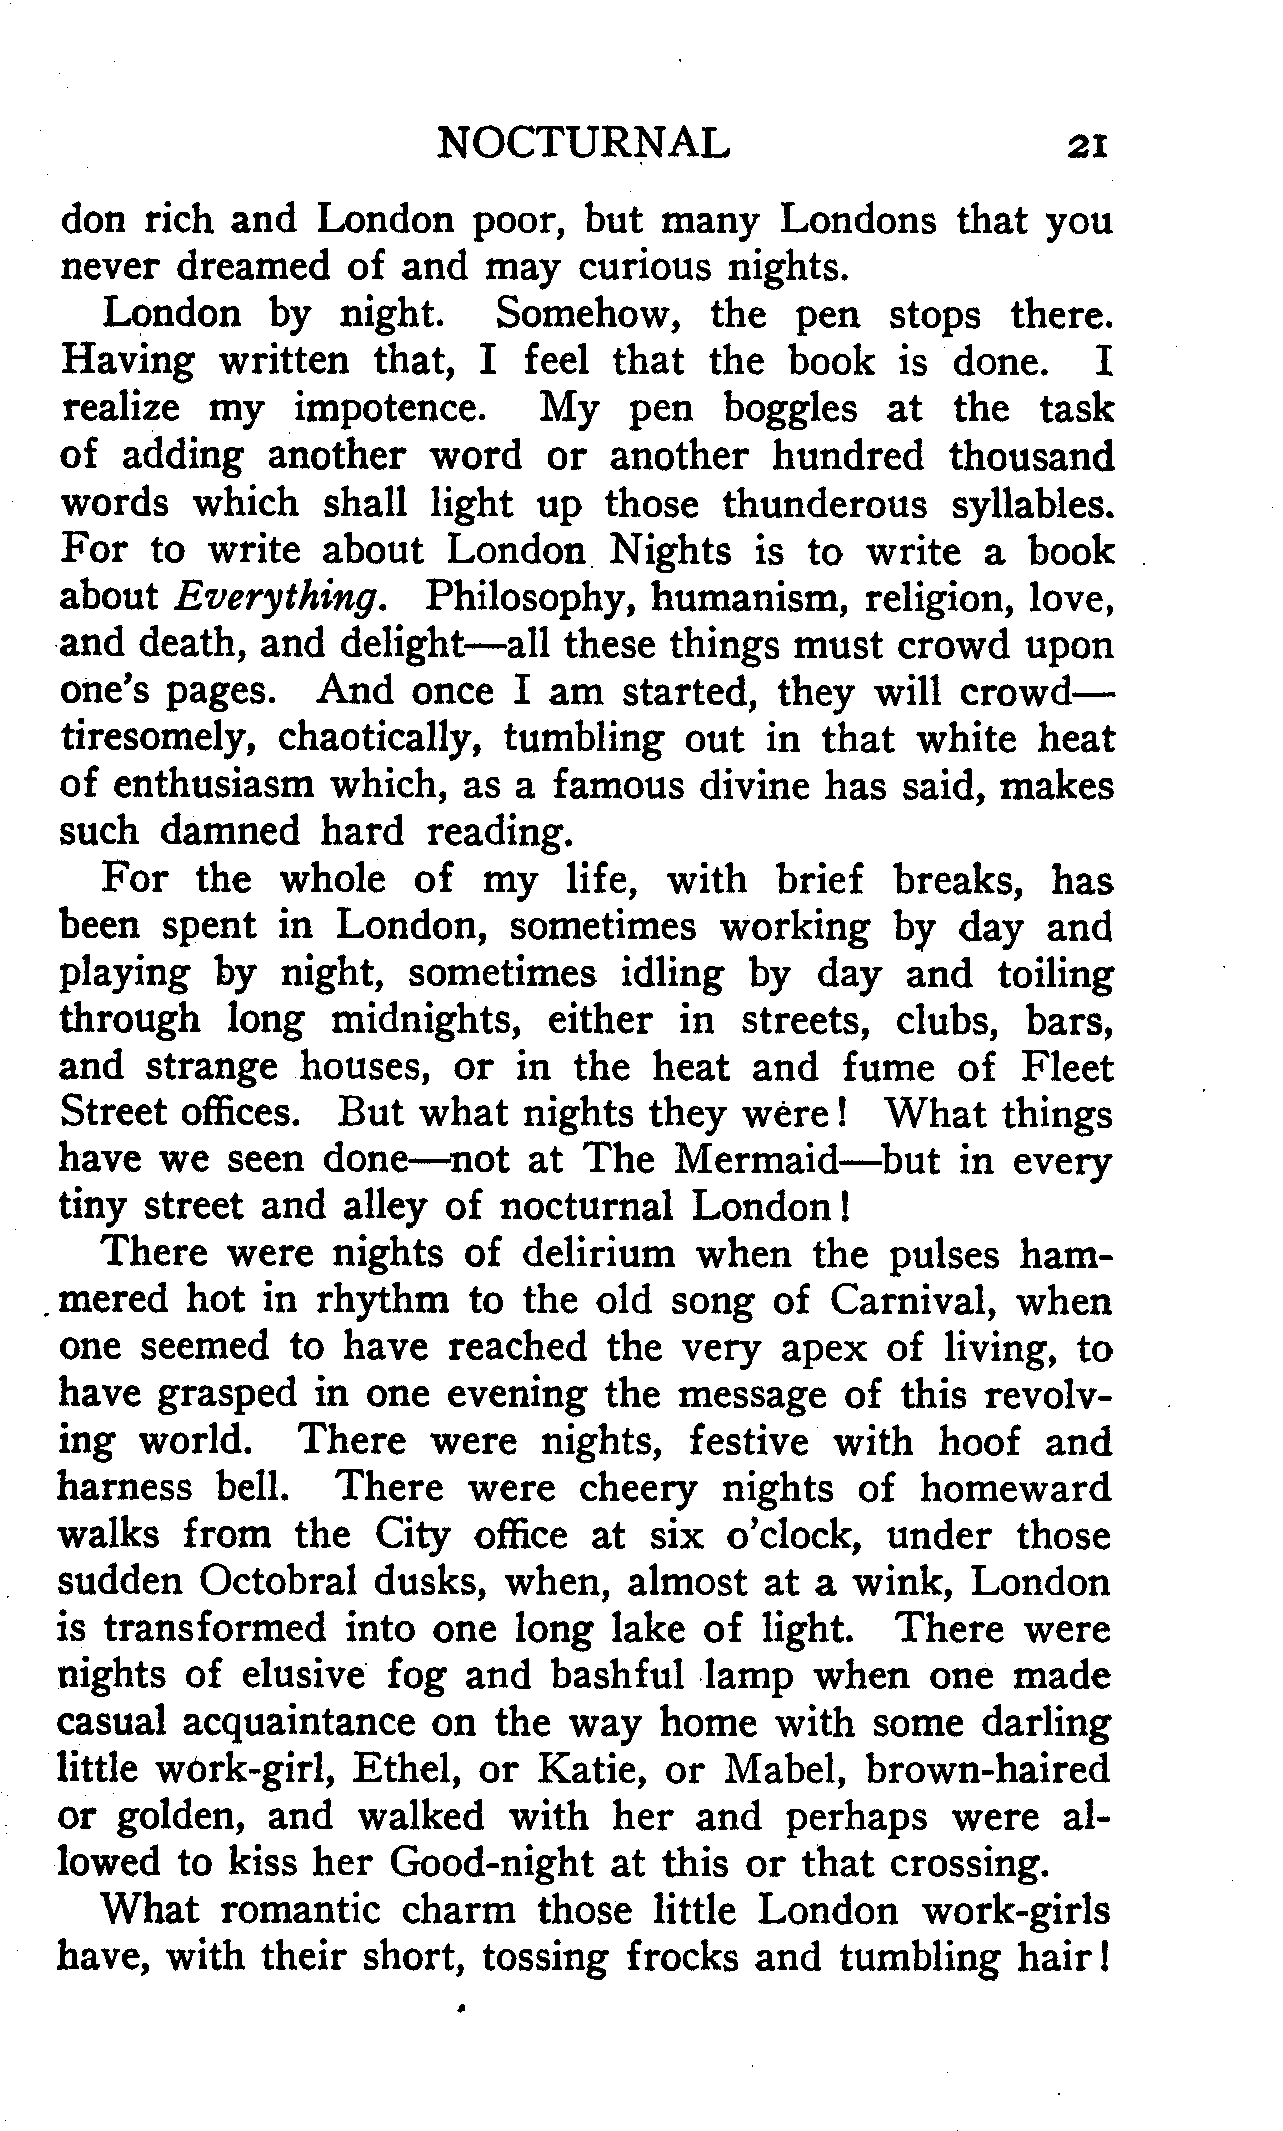 NOCTURNAL 21
don rich and London poor, but many Londons that you
never dreamed of and may curious nights.
London by night. Somehow, the pen stops there.
Having written that, I feel that the book is done. I
realize my impotence. My pen boggles at the task
of adding another word or another hundred thousand
words which shall light up those thunderous syllables.
For to write about London Nights is to write a book
about Everything. Philosophy, humanism, religion, love,
and death, and delight—all these things must crowd upon
one's pages. And once I am started, they will crowd—
tiresomely, chaotically, tumbling out in that white heat
of enthusiasm which, as a famous divine has said, makes
such damned hard reading.
For the whole of my life, with brief breaks, has
been spent in London, sometimes working by day and
playing by night, sometimes idling by day and toiling
through long midnights, either in streets, clubs, bars,
and strange houses, or in the heat and fume of Fleet
Street offices. But what nights they were! What things
have we seen done—not at The Mermaid—but in every
tiny street and alley of nocturnal London!
There were nights of delirium when the pulses ham-
mered hot in rhythm to the old song of Carnival, when
one seemed to have reached the very apex of living, to
have grasped in one evening the message of this revolv-
ing world. There were nights, festive with hoof and
harness bell. There were cheery nights of homeward
walks from the City office at six o'clock, under those
sudden Octobral dusks, when, almost at a wink, London
is transformed into one long lake of light. There were
nights of elusive fog and bashful lamp when one made
casual acquaintance on the way home with some darling
little work-girl, Ethel, or Katie, or Mabel, brown-haired
or golden, and walked with her and perhaps were al-
lowed to kiss her Good-night at this or that crossing.
What romantic charm those little London work-girls
have, with their short, tossing frocks and tumbling hair!